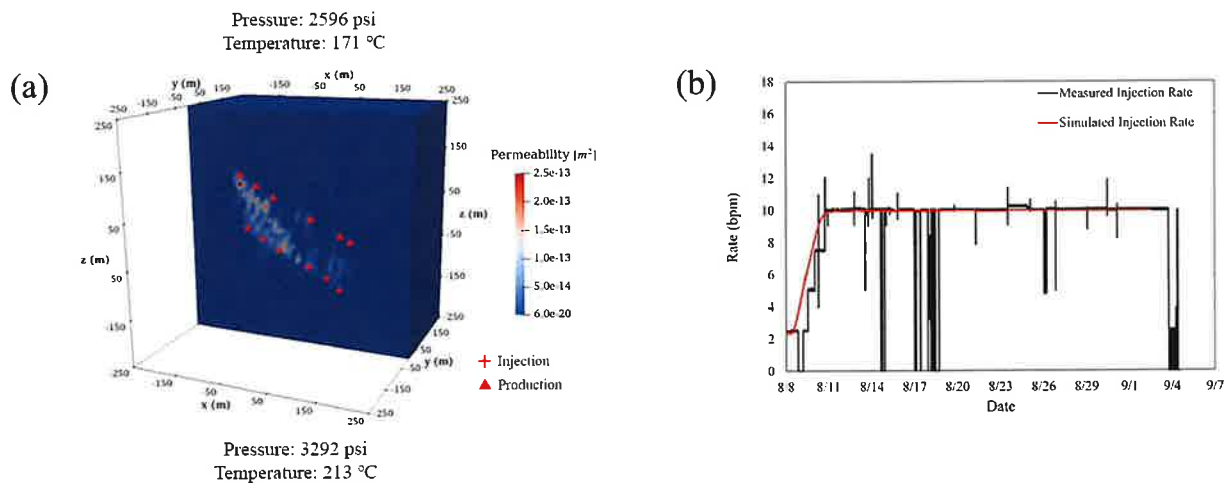 Pressure: 2596 psi
Temperature: 171 °C
(a)
x (m)
y (m)
-250 -150 -50 50 150
-150 -50 50 150 250
250
150
50
-50
-150
-250
z (m)
250
150
50
-50
-150
-250
z (m)
-250 -150 -50 50 150 250
x (m)
y (m)
50
-50
-150
-250
Permeability [m²]
2.5e-13
2.0e-13
1.5e-13
1.0e-13
5.0e-14
6.0e-20
Injection
Production
Pressure: 3292 psi
Temperature: 213 °C
(b)
Measured Injection Rate
Simulated Injection Rate
18
16
14
12
10
8
6
4
2
0
Rate (bpm)
8 8 8/11 8/14 8/17 8/20 8/23 8/26 8/29 9/1 9/4 9/7
Date